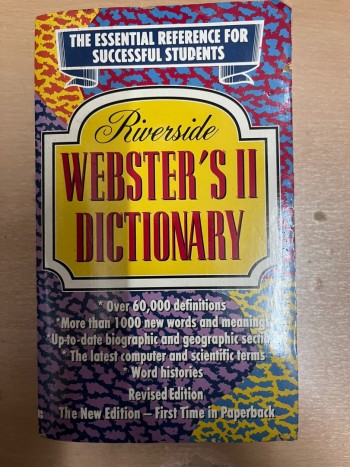 THE ESSENTIAL REFERENCE FOR
SUCCESSFUL STUDENTS
Riverside
WEBSTER'S II
DICTIONARY
* Over 60,000 definitions
*More than 1000 new words and
*Up-to-date biographic and geographic
* The latest computer and scientific terms
* Word histories
Revised Edition
The New Edition – First Time in Paperback